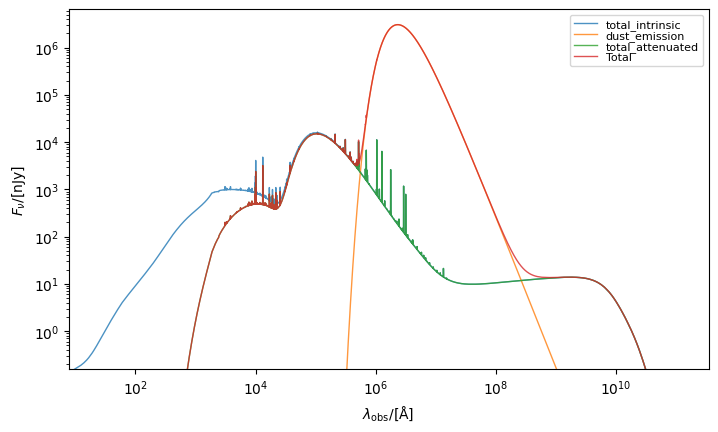 total_intrinsic
dust_emission
total_attenuated
Total
F_ν/[nJy]
10^6
10^5
10^4
10^3
10^2
10^1
10^0
10^2 10^4 10^6 10^8 10^10
λ_obs/[Å]